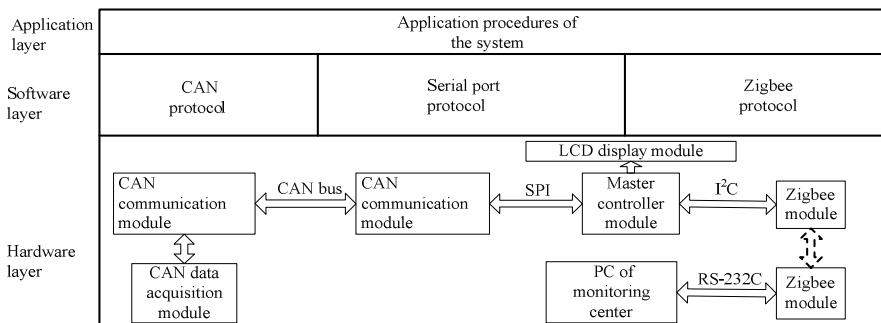 Application
layer
Application procedures of
the system
Software
layer
CAN
protocol
Serial port
protocol
Zigbee
protocol
Hardware
layer
LCD display module
CAN
communication
module
CAN bus
CAN
communication
module
SPI
Master
controller
module
I²C
Zigbee
module
CAN data
acquisition
module
PC of
monitoring
center
RS-232C
Zigbee
module